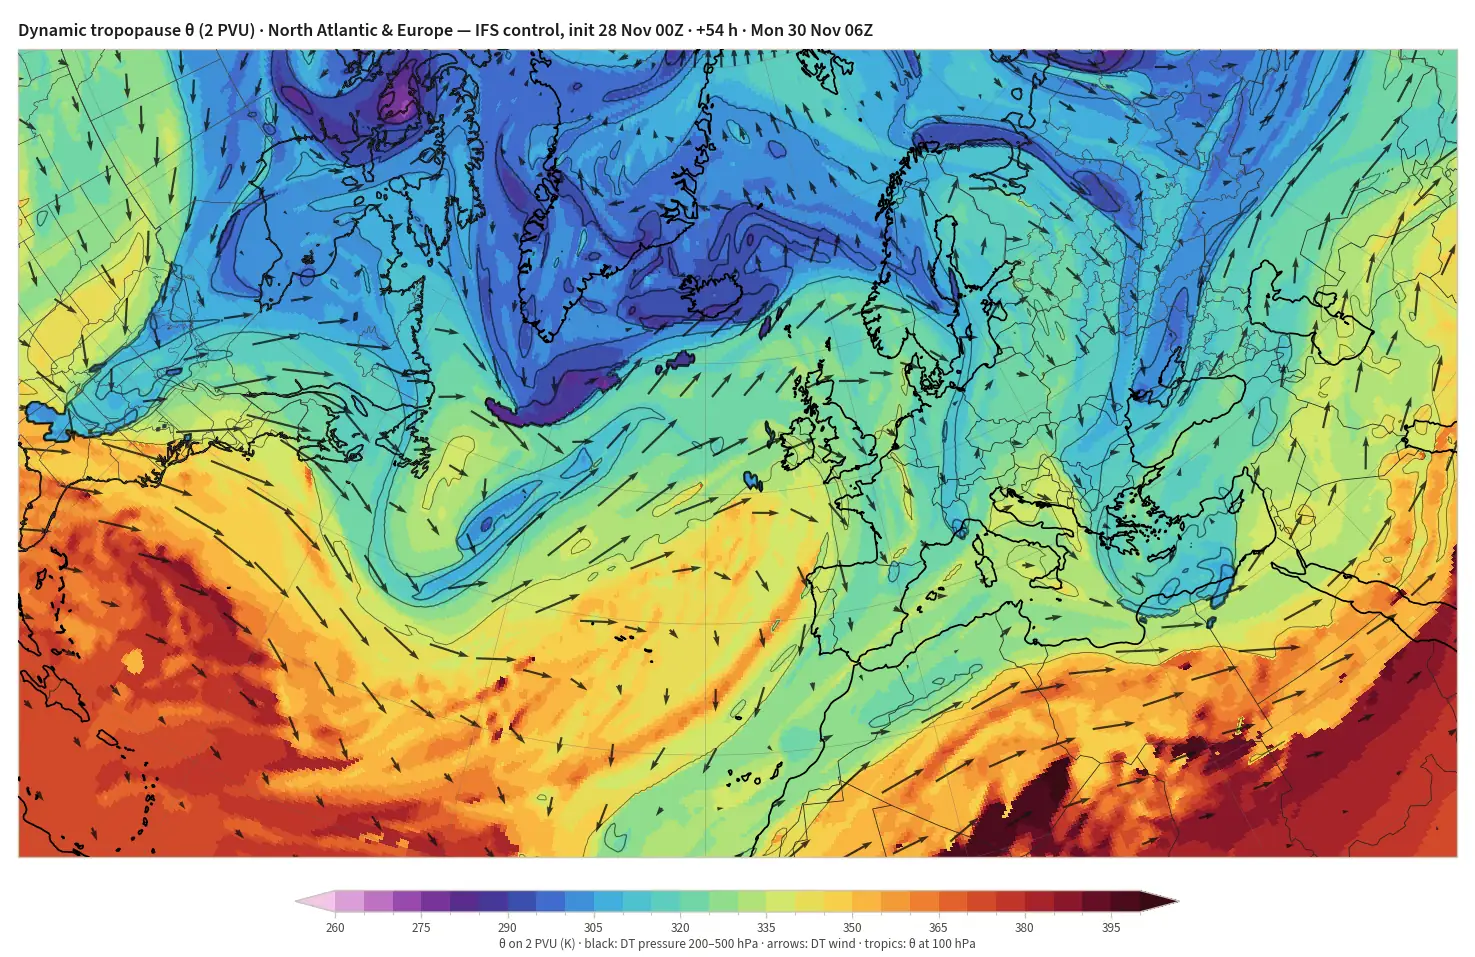 Dynamic tropopause θ (2 PVU) · North Atlantic & Europe — IFS control, init 28 Nov 00Z · +54 h · Mon 30 Nov 06Z
260 275 290 305 320 335 350 365 380 395
θ on 2 PVU (K) · black: DT pressure 200–500 hPa · arrows: DT wind · tropics: θ at 100 hPa